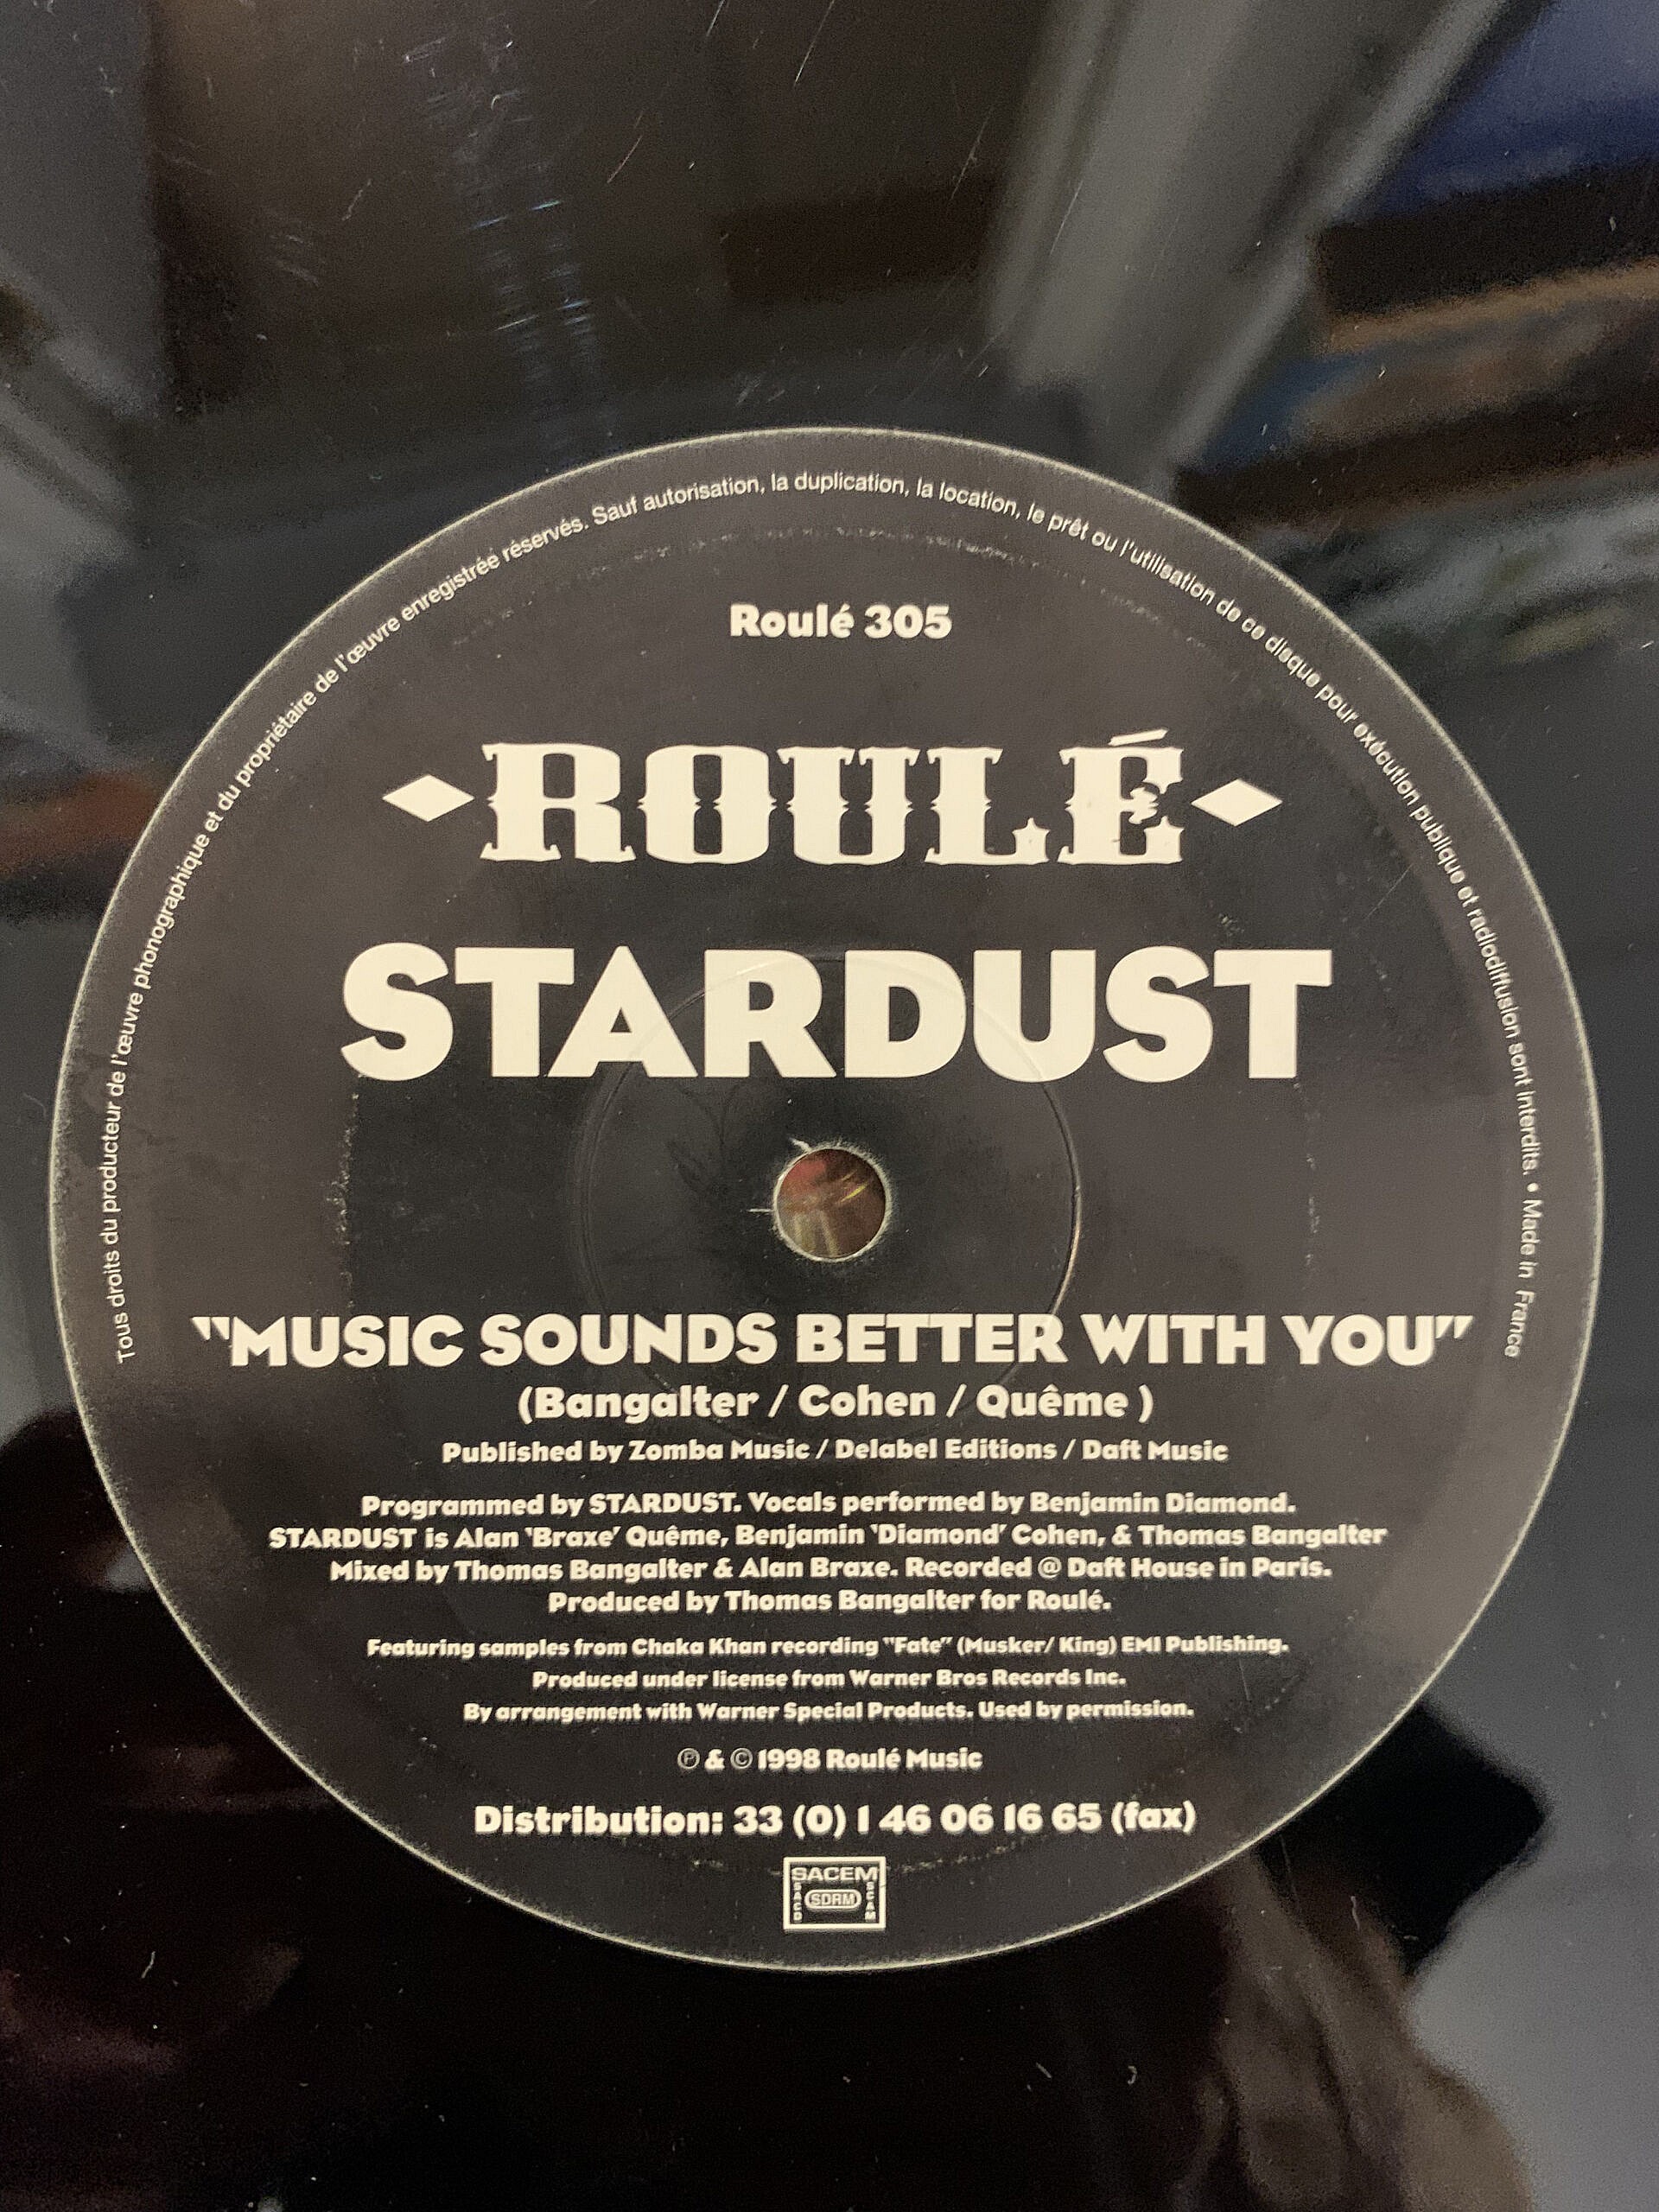 Tous droits du producteur de l'œuvre phonographique et du propriétaire de l'œuvre enregistrée réservés. Sauf autorisation, la duplication, la location, le prêt ou l'utilisation de ce disque pour exécution publique et radiodiffusion sont interdits. • Made in France
Roulé 305
ROULÉ
STARDUST
"MUSIC SOUNDS BETTER WITH YOU"
(Bangalter / Cohen / Quême )
Published by Zomba Music / Delabel Editions / Daft Music
Programmed by STARDUST. Vocals performed by Benjamin Diamond.
STARDUST is Alan 'Braxe' Quême, Benjamin 'Diamond' Cohen, & Thomas Bangalter
Mixed by Thomas Bangalter & Alan Braxe. Recorded @ Daft House in Paris.
Produced by Thomas Bangalter for Roulé.
Featuring samples from Chaka Khan recording "Fate" (Musker/ King) EMI Publishing.
Produced under license from Warner Bros Records Inc.
By arrangement with Warner Special Products. Used by permission.
℗ & © 1998 Roulé Music
Distribution: 33 (0) 1 46 06 16 65 (fax)
SACEM
SACD SDRM SCAM